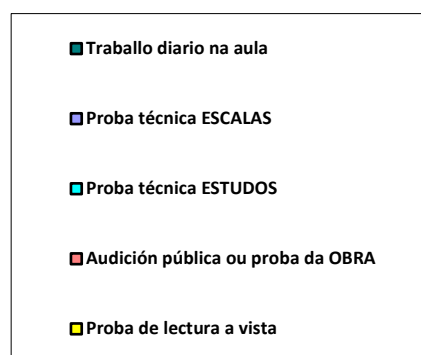 Traballo diario na aula
Proba técnica ESCALAS
Proba técnica ESTUDOS
Audición pública ou proba da OBRA
Proba de lectura a vista